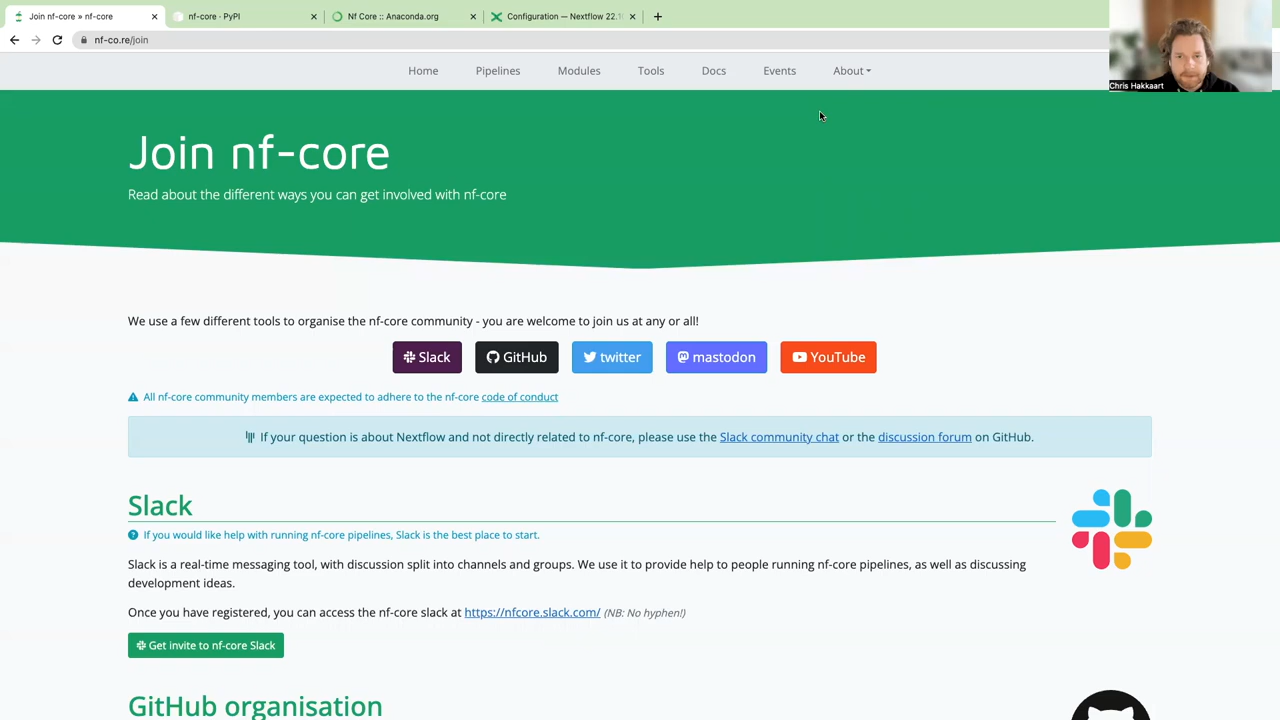 Join nf-core » nf-core
nf-core · PyPI
Nf Core :: Anaconda.org
Configuration — Nextflow 22.1
nf-co.re/join
Chris Hakkaart
Home
Pipelines
Modules
Tools
Docs
Events
About
Join nf-core
Read about the different ways you can get involved with nf-core
We use a few different tools to organise the nf-core community - you are welcome to join us at any or all!
Slack
GitHub
twitter
mastodon
YouTube
All nf-core community members are expected to adhere to the nf-core code of conduct
If your question is about Nextflow and not directly related to nf-core, please use the Slack community chat or the discussion forum on GitHub.
Slack
If you would like help with running nf-core pipelines, Slack is the best place to start.
Slack is a real-time messaging tool, with discussion split into channels and groups. We use it to provide help to people running nf-core pipelines, as well as discussing
development ideas.
Once you have registered, you can access the nf-core slack at https://nfcore.slack.com/ (NB: No hyphen!)
Get invite to nf-core Slack
GitHub organisation